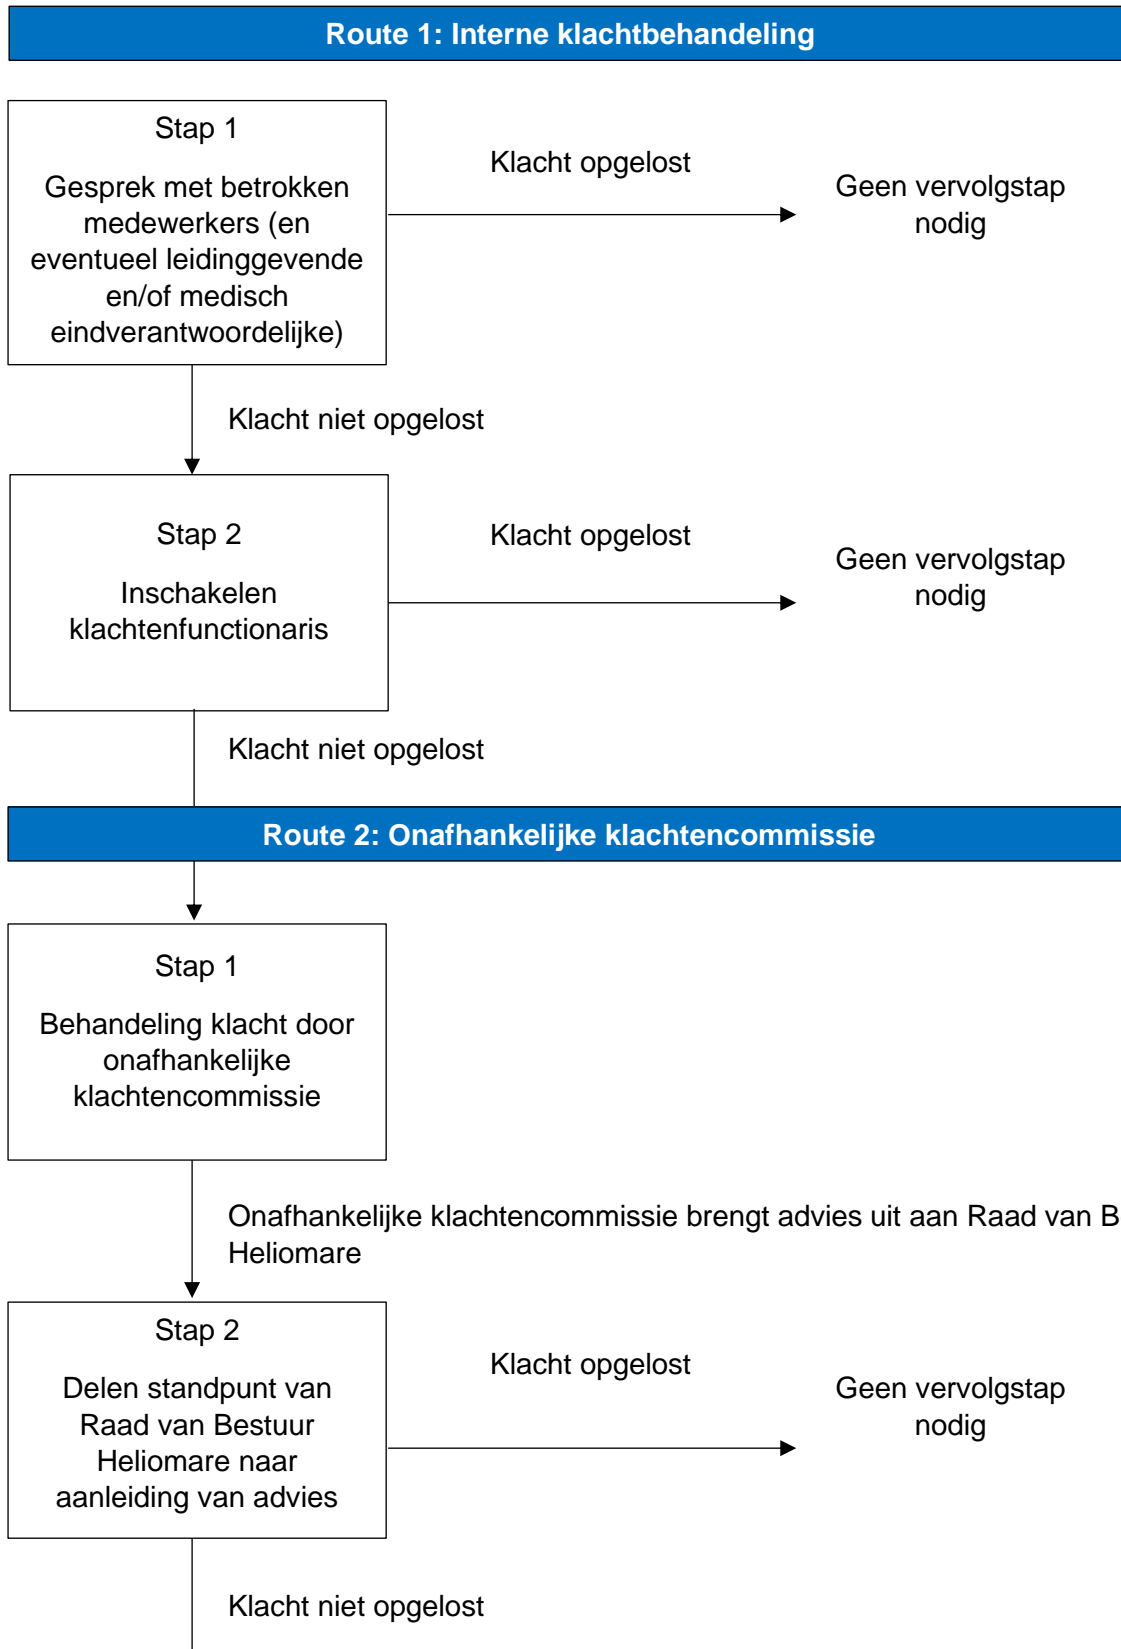 Route 1: Interne klachtbehandeling
Stap 1
Gesprek met betrokken
medewerkers (en
eventueel leidinggevende
en/of medisch
eindverantwoordelijke)
Klacht opgelost
Geen vervolgstap
nodig
Klacht niet opgelost
Stap 2
Inschakelen
klachtenfunctionaris
Klacht opgelost
Geen vervolgstap
nodig
Klacht niet opgelost
Route 2: Onafhankelijke klachtencommissie
Stap 1
Behandeling klacht door
onafhankelijke
klachtencommissie
Onafhankelijke klachtencommissie brengt advies uit aan Raad van
Heliomare
Stap 2
Delen standpunt van
Raad van Bestuur
Heliomare naar
aanleiding van advies
Klacht opgelost
Geen vervolgstap
nodig
Klacht niet opgelost